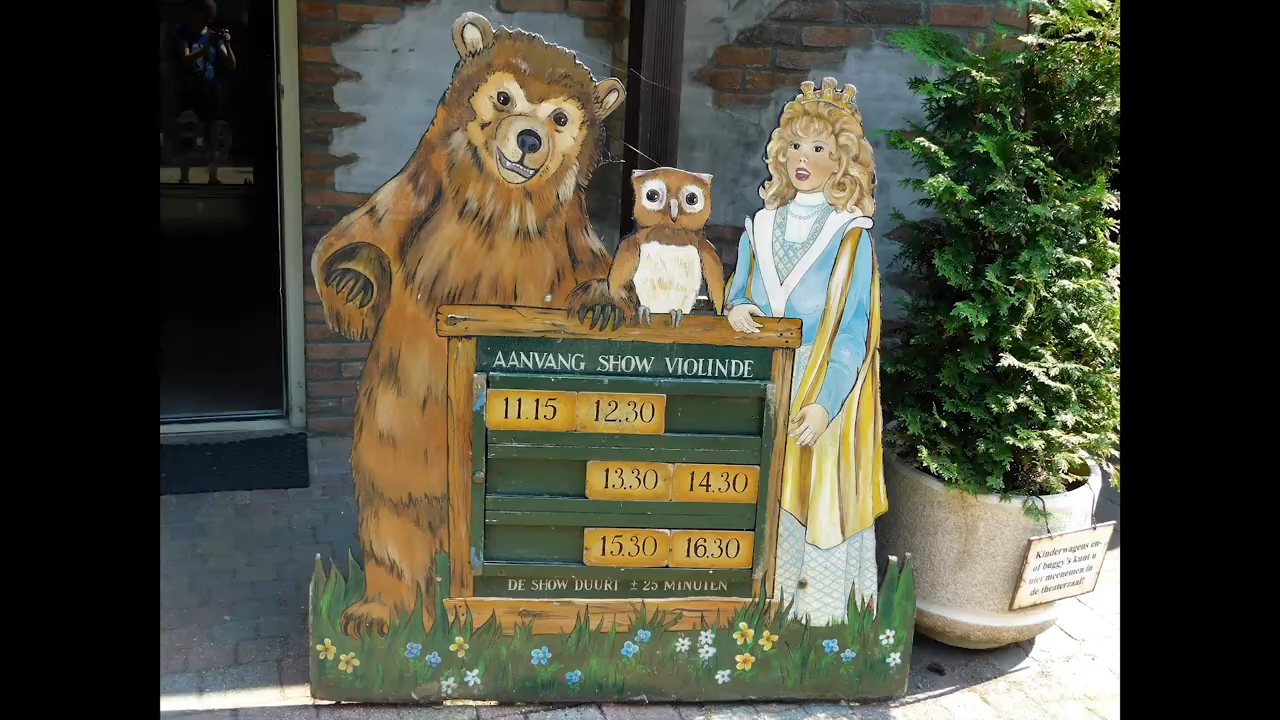 AANVANG SHOW VIOLINDE
11.15 12.30
13.30 14.30
15.30 16.30
DE SHOW DUURT ± 25 MINUTEN
Kinderwagens en-
of buggy's kunt u
niet meenemen in
de theaterzaal!